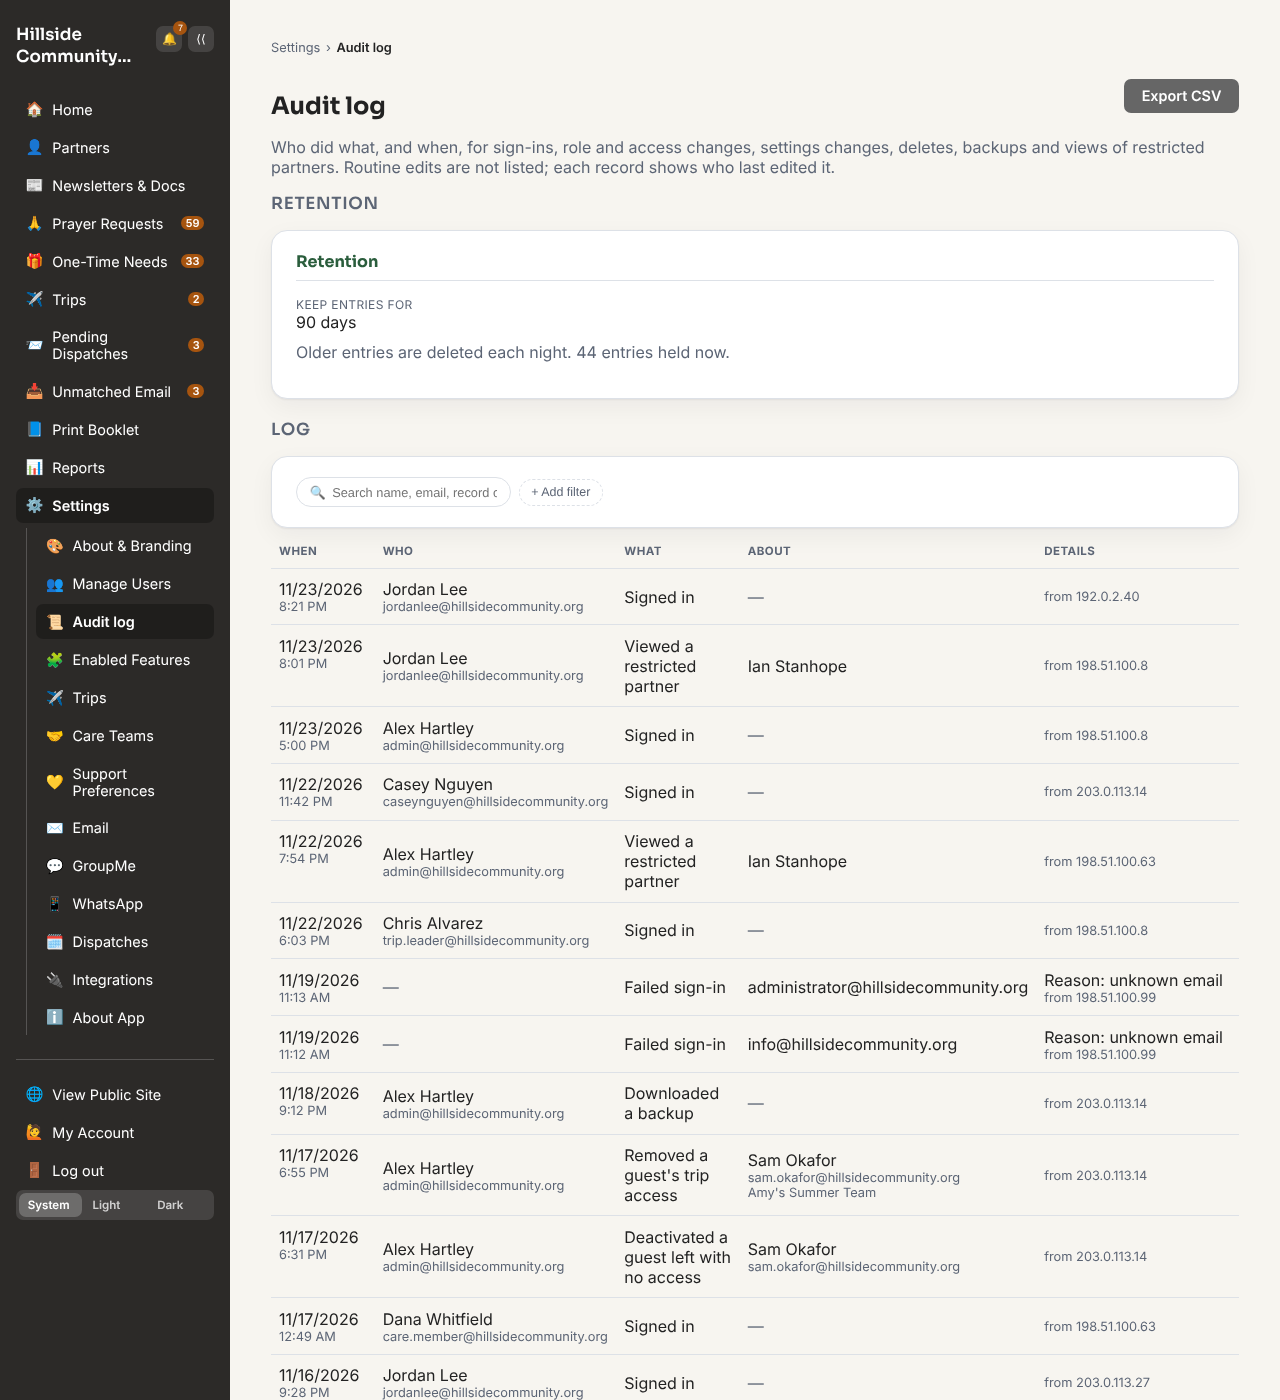 Hillside
Community...
7
⟨⟨
Home
Partners
Newsletters & Docs
Prayer Requests 59
One-Time Needs 33
Trips 2
Pending
Dispatches 3
Unmatched Email 3
Print Booklet
Reports
Settings
About & Branding
Manage Users
Audit log
Enabled Features
Trips
Care Teams
Support
Preferences
Email
GroupMe
WhatsApp
Dispatches
Integrations
About App
View Public Site
My Account
Log out
System Light Dark
Settings › Audit log
Audit log
Export CSV
Who did what, and when, for sign-ins, role and access changes, settings changes, deletes, backups and views of restricted
partners. Routine edits are not listed; each record shows who last edited it.
RETENTION
Retention
KEEP ENTRIES FOR
90 days
Older entries are deleted each night. 44 entries held now.
LOG
Search name, email, record
+ Add filter
WHEN WHO WHAT ABOUT DETAILS
11/23/2026
8:21 PM
Jordan Lee
jordanlee@hillsidecommunity.org
Signed in
—
from 192.0.2.40
11/23/2026
8:01 PM
Jordan Lee
jordanlee@hillsidecommunity.org
Viewed a
restricted
partner
Ian Stanhope
from 198.51.100.8
11/23/2026
5:00 PM
Alex Hartley
admin@hillsidecommunity.org
Signed in
—
from 198.51.100.8
11/22/2026
11:42 PM
Casey Nguyen
caseynguyen@hillsidecommunity.org
Signed in
—
from 203.0.113.14
11/22/2026
7:54 PM
Alex Hartley
admin@hillsidecommunity.org
Viewed a
restricted
partner
Ian Stanhope
from 198.51.100.63
11/22/2026
6:03 PM
Chris Alvarez
trip.leader@hillsidecommunity.org
Signed in
—
from 198.51.100.8
11/19/2026
11:13 AM
—
Failed sign-in
administrator@hillsidecommunity.org
Reason: unknown email
from 198.51.100.99
11/19/2026
11:12 AM
—
Failed sign-in
info@hillsidecommunity.org
Reason: unknown email
from 198.51.100.99
11/18/2026
9:12 PM
Alex Hartley
admin@hillsidecommunity.org
Downloaded
a backup
—
from 203.0.113.14
11/17/2026
6:55 PM
Alex Hartley
admin@hillsidecommunity.org
Removed a
guest's trip
access
Sam Okafor
sam.okafor@hillsidecommunity.org
Amy's Summer Team
from 203.0.113.14
11/17/2026
6:31 PM
Alex Hartley
admin@hillsidecommunity.org
Deactivated a
guest left with
no access
Sam Okafor
sam.okafor@hillsidecommunity.org
from 203.0.113.14
11/17/2026
12:49 AM
Dana Whitfield
care.member@hillsidecommunity.org
Signed in
—
from 198.51.100.63
11/16/2026
9:28 PM
Jordan Lee
jordanlee@hillsidecommunity.org
Signed in
—
from 203.0.113.27